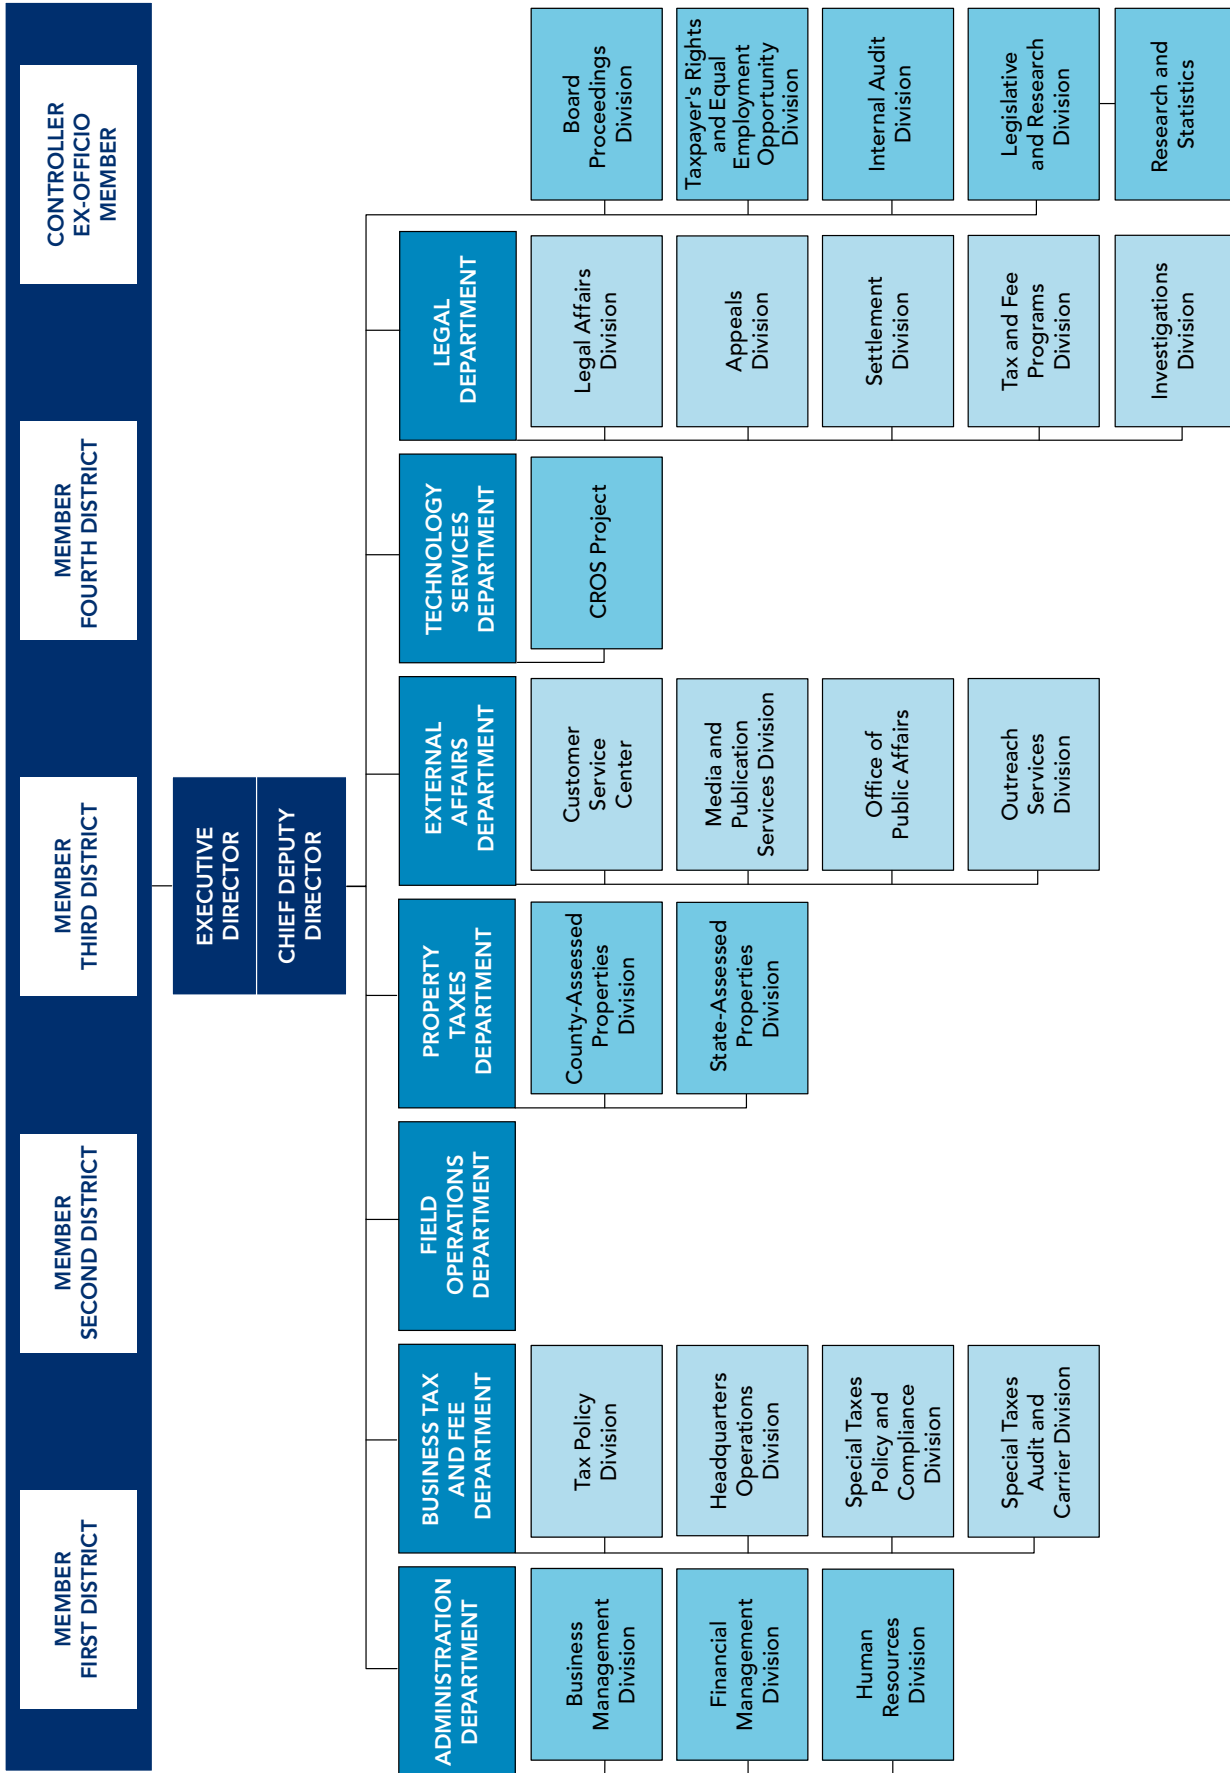 MEMBER
FIRST DISTRICT
MEMBER
SECOND DISTRICT
MEMBER
THIRD DISTRICT
MEMBER
FOURTH DISTRICT
CONTROLLER
EX-OFFICIO
MEMBER
EXECUTIVE
DIRECTOR
CHIEF DEPUTY
DIRECTOR
ADMINISTRATION
DEPARTMENT
Business
Management
Division
Financial
Management
Division
Human
Resources
Division
BUSINESS TAX
AND FEE
DEPARTMENT
Tax Policy
Division
Headquarters
Operations
Division
Special Taxes
Policy and
Compliance
Division
Special Taxes
Audit and
Carrier Division
FIELD
OPERATIONS
DEPARTMENT
PROPERTY
TAXES
DEPARTMENT
County-Assessed
Properties
Division
State-Assessed
Properties
Division
EXTERNAL
AFFAIRS
DEPARTMENT
Customer
Service
Center
Media and
Publication
Services Division
Office of
Public Affairs
Outreach
Services
Division
TECHNOLOGY
SERVICES
DEPARTMENT
CROS Project
LEGAL
DEPARTMENT
Legal Affairs
Division
Appeals
Division
Settlement
Division
Tax and Fee
Programs
Division
Investigations
Division
Board
Proceedings
Division
Taxpayer's Rights
and Equal
Employment
Opportunity
Division
Internal Audit
Division
Legislative
and Research
Division
Research and
Statistics